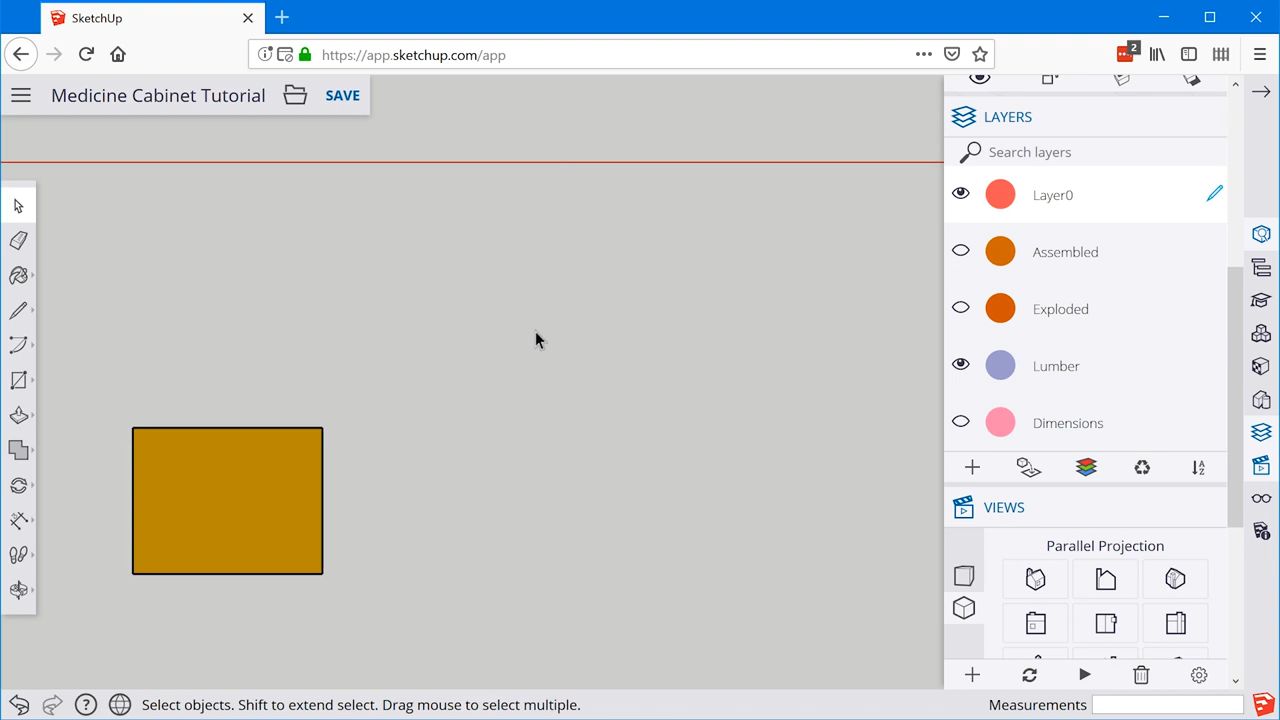 SketchUp
https://app.sketchup.com/app
2
Medicine Cabinet Tutorial
SAVE
LAYERS
Search layers
Layer0
Assembled
Exploded
Lumber
Dimensions
VIEWS
Parallel Projection
Select objects. Shift to extend select. Drag mouse to select multiple.
Measurements